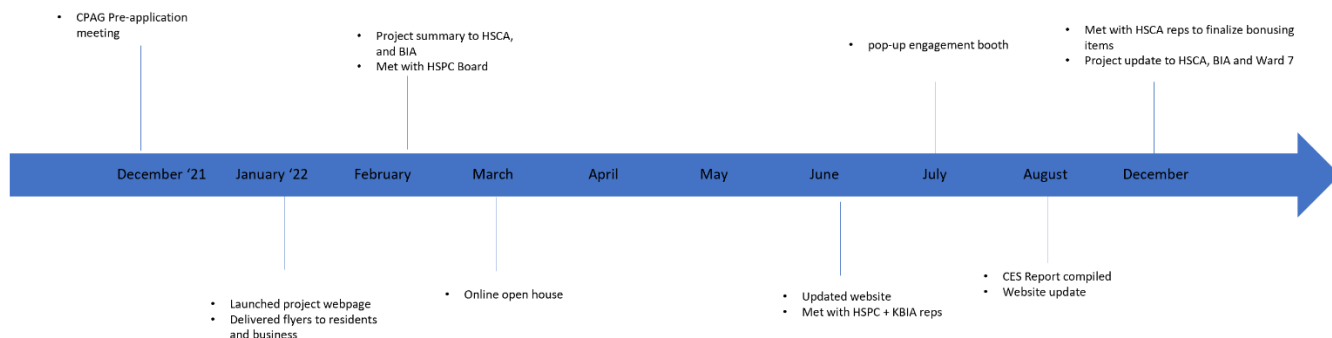 • CPAG Pre-application
meeting
• Project summary to HSCA,
and BIA
• Met with HSPC Board
• pop-up engagement booth
• Met with HSCA reps to finalize bonusing
items
• Project update to HSCA, BIA and Ward 7
December ‘21 January ‘22 February March April May June July August December
• Launched project webpage
• Delivered flyers to residents
and business
• Online open house
• Updated website
• Met with HSPC + KBIA reps
• CES Report compiled
• Website update